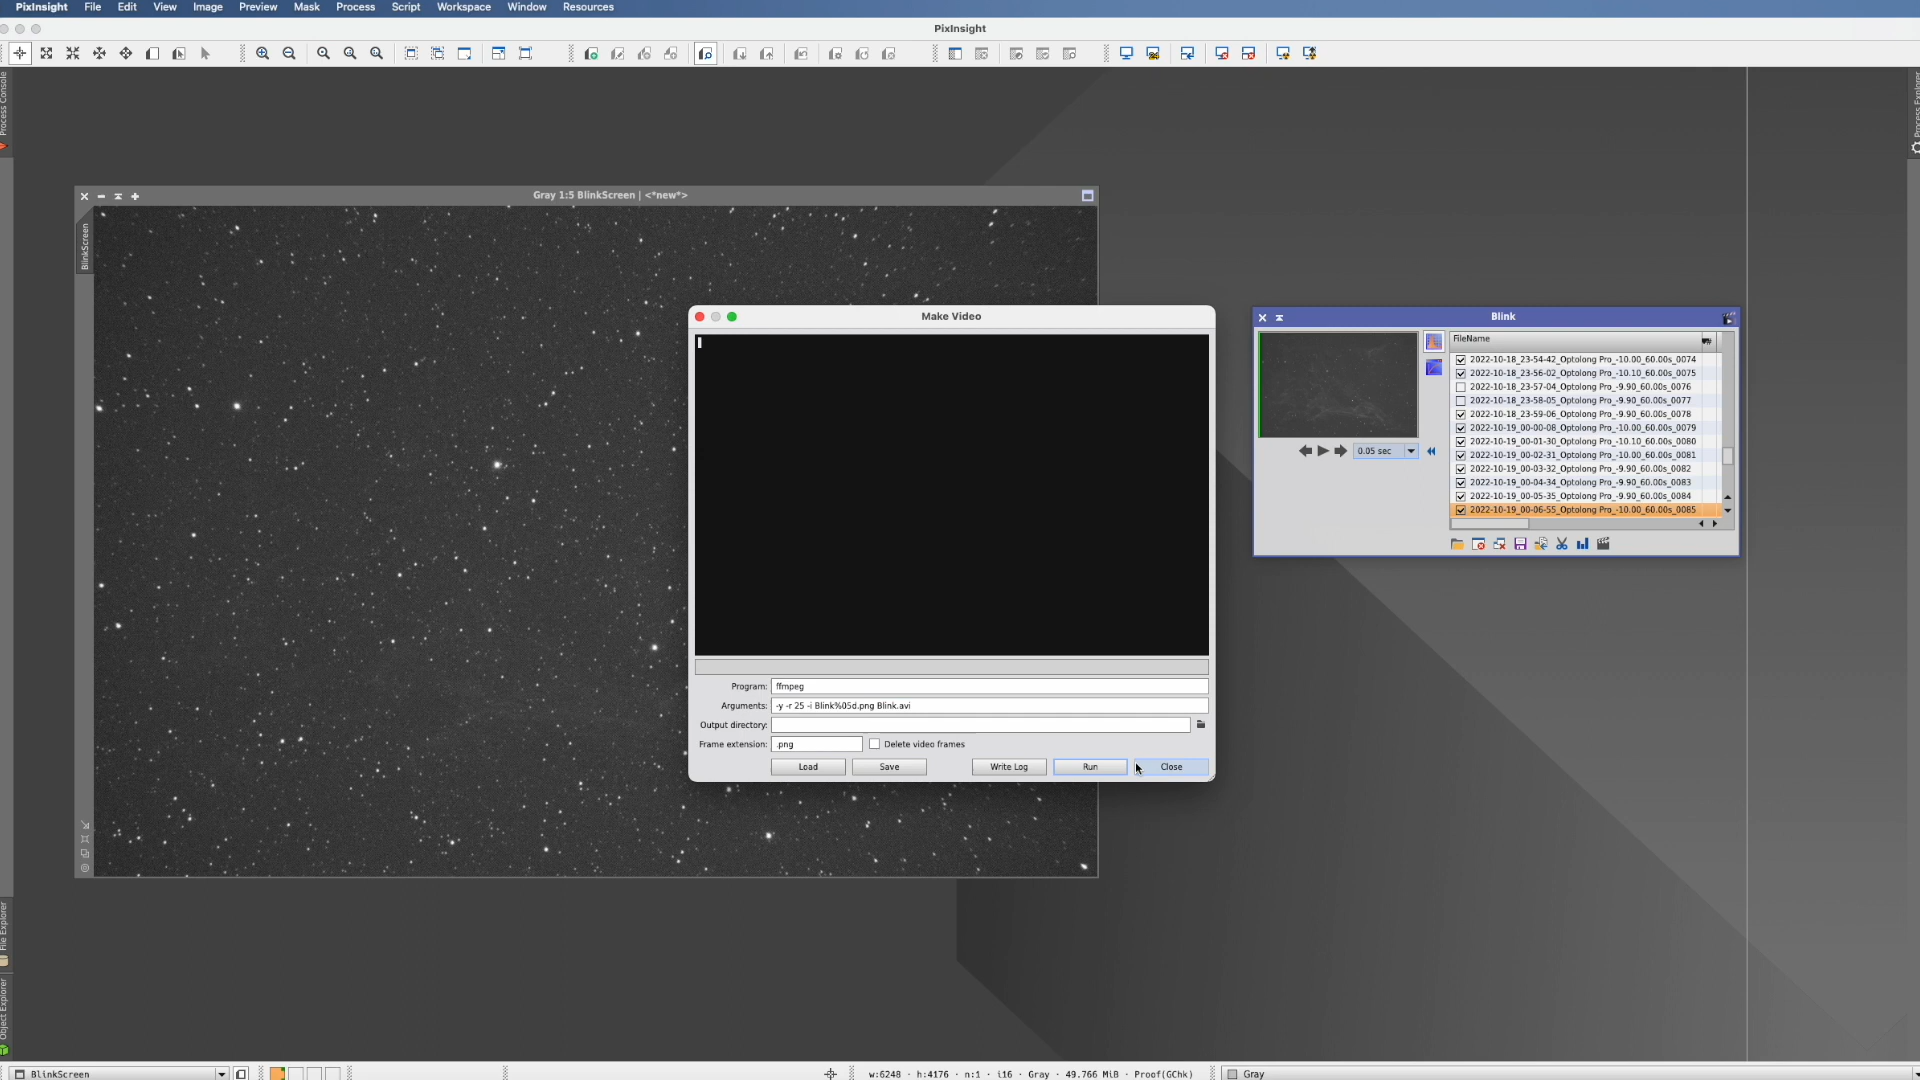 PixInsight File Edit View Image Preview Mask Process Script Workspace Window Resources
PixInsight
Process Console
Process Explorer
Gray 1:5 BlinkScreen | <*new*>
BlinkScreen
Make Video
Program: ffmpeg
Arguments: -y -r 25 -i Blink%05d.png Blink.avi
Output directory:
Frame extension: .png Delete video frames
Load Save Write Log Run Close
Blink
FileName
2022-10-18_23-54-42_Optolong Pro_-10.00_60.00s_0074
2022-10-18_23-56-02_Optolong Pro_-10.10_60.00s_0075
2022-10-18_23-57-04_Optolong Pro_-9.90_60.00s_0076
2022-10-18_23-58-05_Optolong Pro_-9.90_60.00s_0077
2022-10-18_23-59-06_Optolong Pro_-9.90_60.00s_0078
2022-10-19_00-00-08_Optolong Pro_-10.00_60.00s_0079
2022-10-19_00-01-30_Optolong Pro_-10.10_60.00s_0080
2022-10-19_00-02-31_Optolong Pro_-10.00_60.00s_0081
2022-10-19_00-03-32_Optolong Pro_-9.90_60.00s_0082
2022-10-19_00-04-34_Optolong Pro_-9.90_60.00s_0083
2022-10-19_00-05-35_Optolong Pro_-9.90_60.00s_0084
2022-10-19_00-06-55_Optolong Pro_-10.00_60.00s_0085
0.05 sec
File Explorer
Object Explorer
BlinkScreen
w:6248 · h:4176 · n:1 · i16 · Gray · 49.766 MiB · Proof(GChk)
Gray